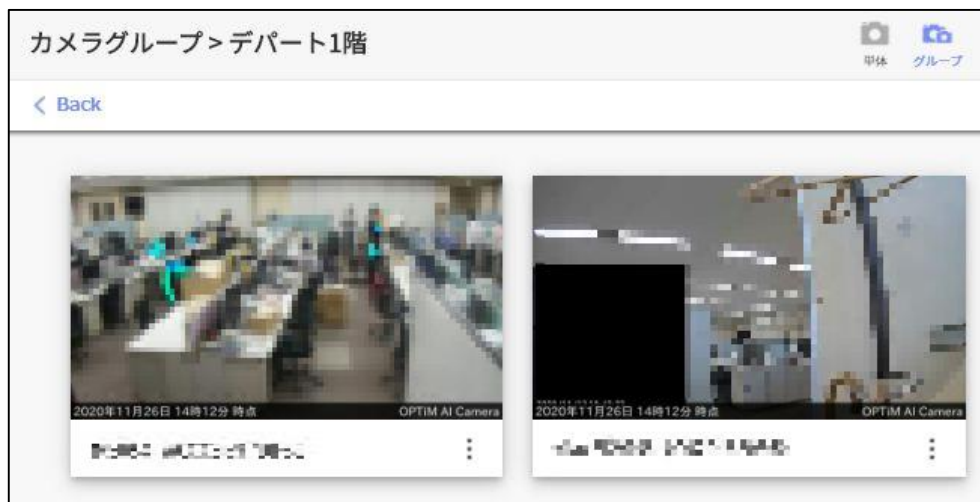 カメラグループ > デパート1階
単体
グループ
Back
2020年11月26日 14時12分 時点
OPTiM AI Camera
2020年11月26日 14時12分 時点
OPTiM AI Camera